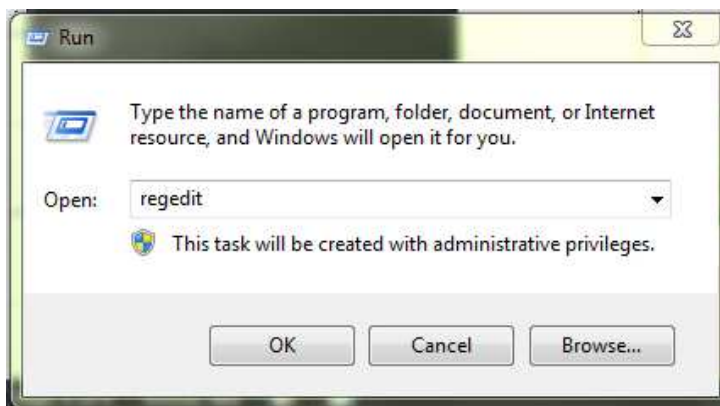 Run
Type the name of a program, folder, document, or Internet
resource, and Windows will open it for you.
Open: regedit
This task will be created with administrative privileges.
OK Cancel Browse...